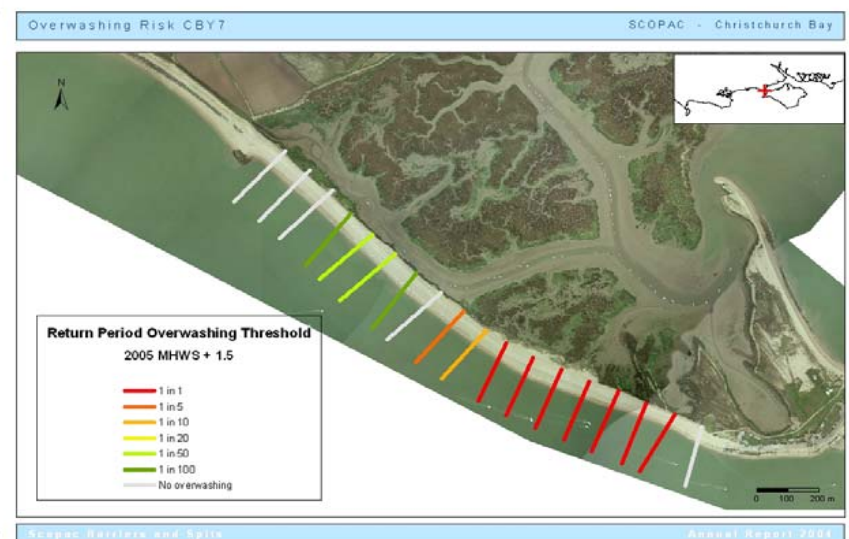 Overwashing Risk CBY7
SCOPAC - Christchurch Bay
N
Return Period Overwashing Threshold
2005 MHWS + 1.5
1 in 1
1 in 5
1 in 10
1 in 20
1 in 50
1 in 100
No overwashing
0 100 200 m
Scopac Barriers and Spits
Annual Report 2004